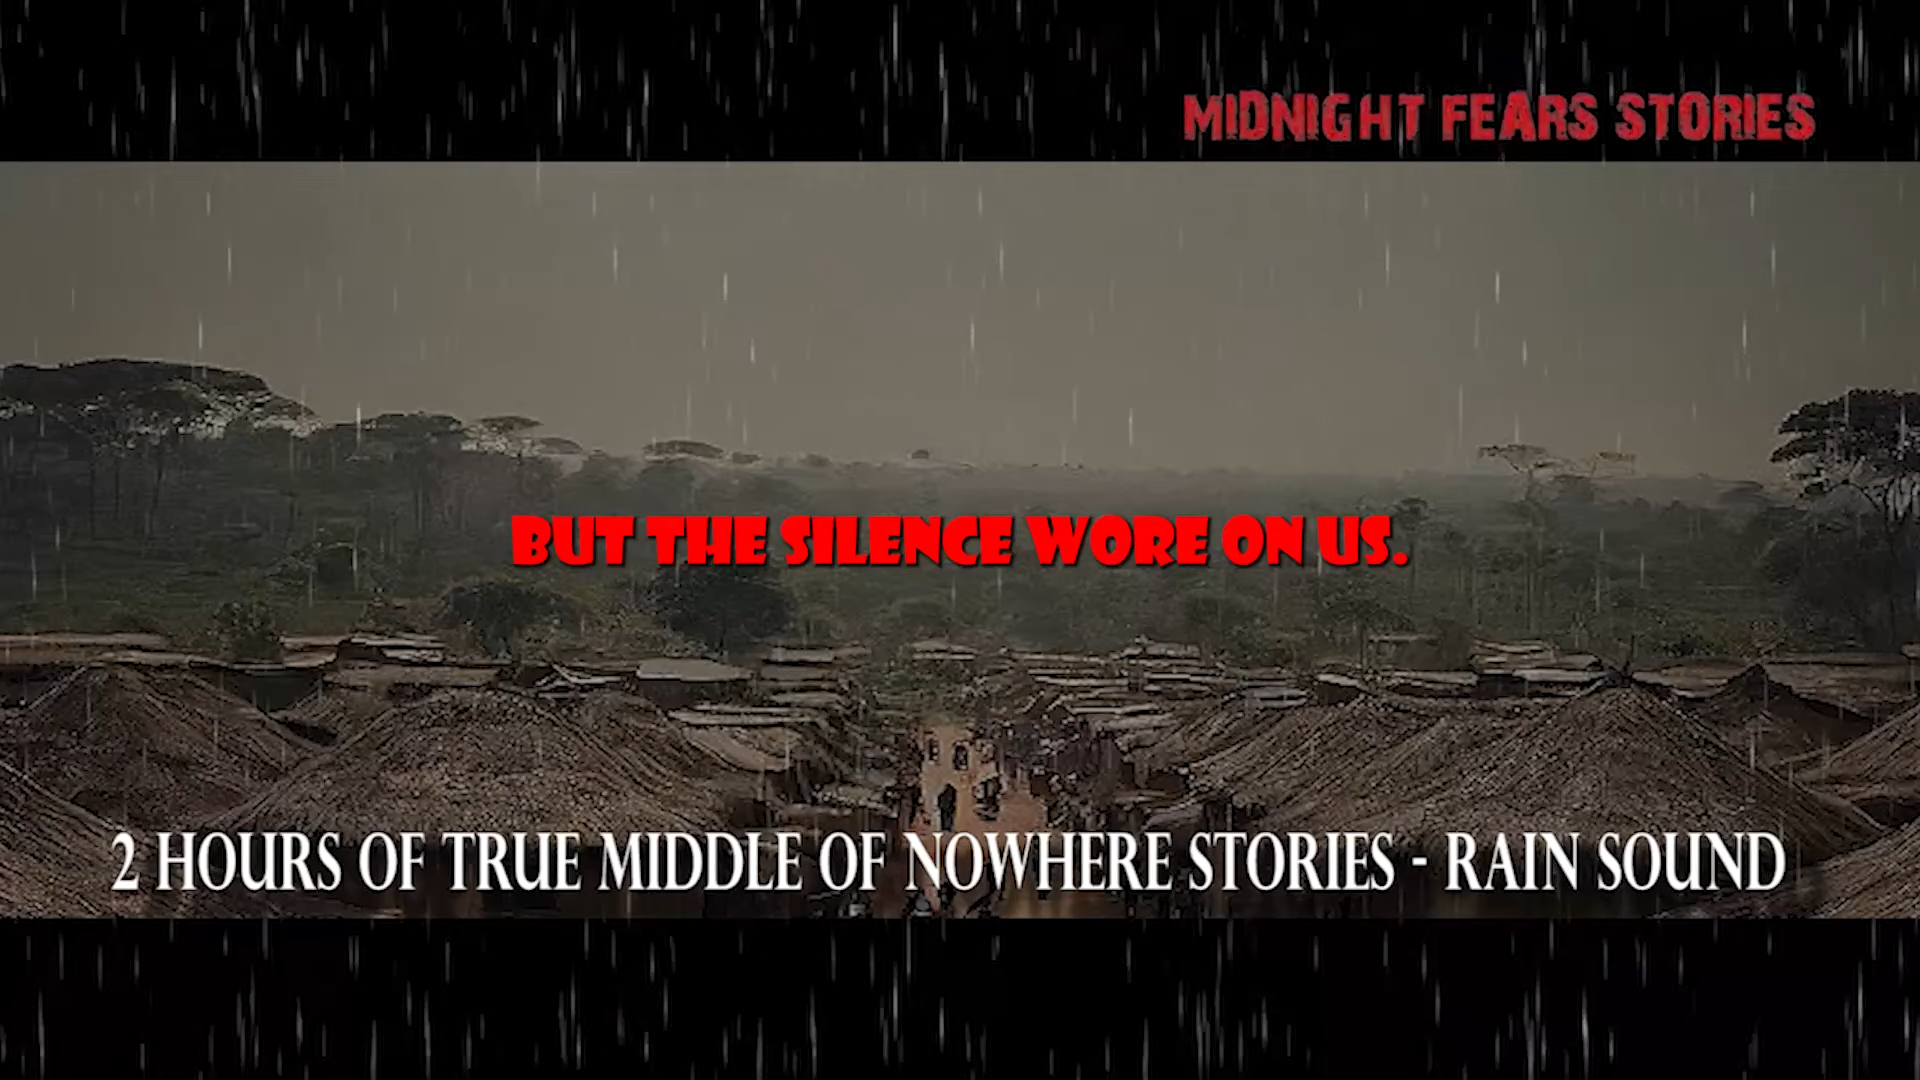 MIDNIGHT FEARS STORIES
BUT THE SILENCE WORE ON US.
2 HOURS OF TRUE MIDDLE OF NOWHERE STORIES - RAIN SOUND